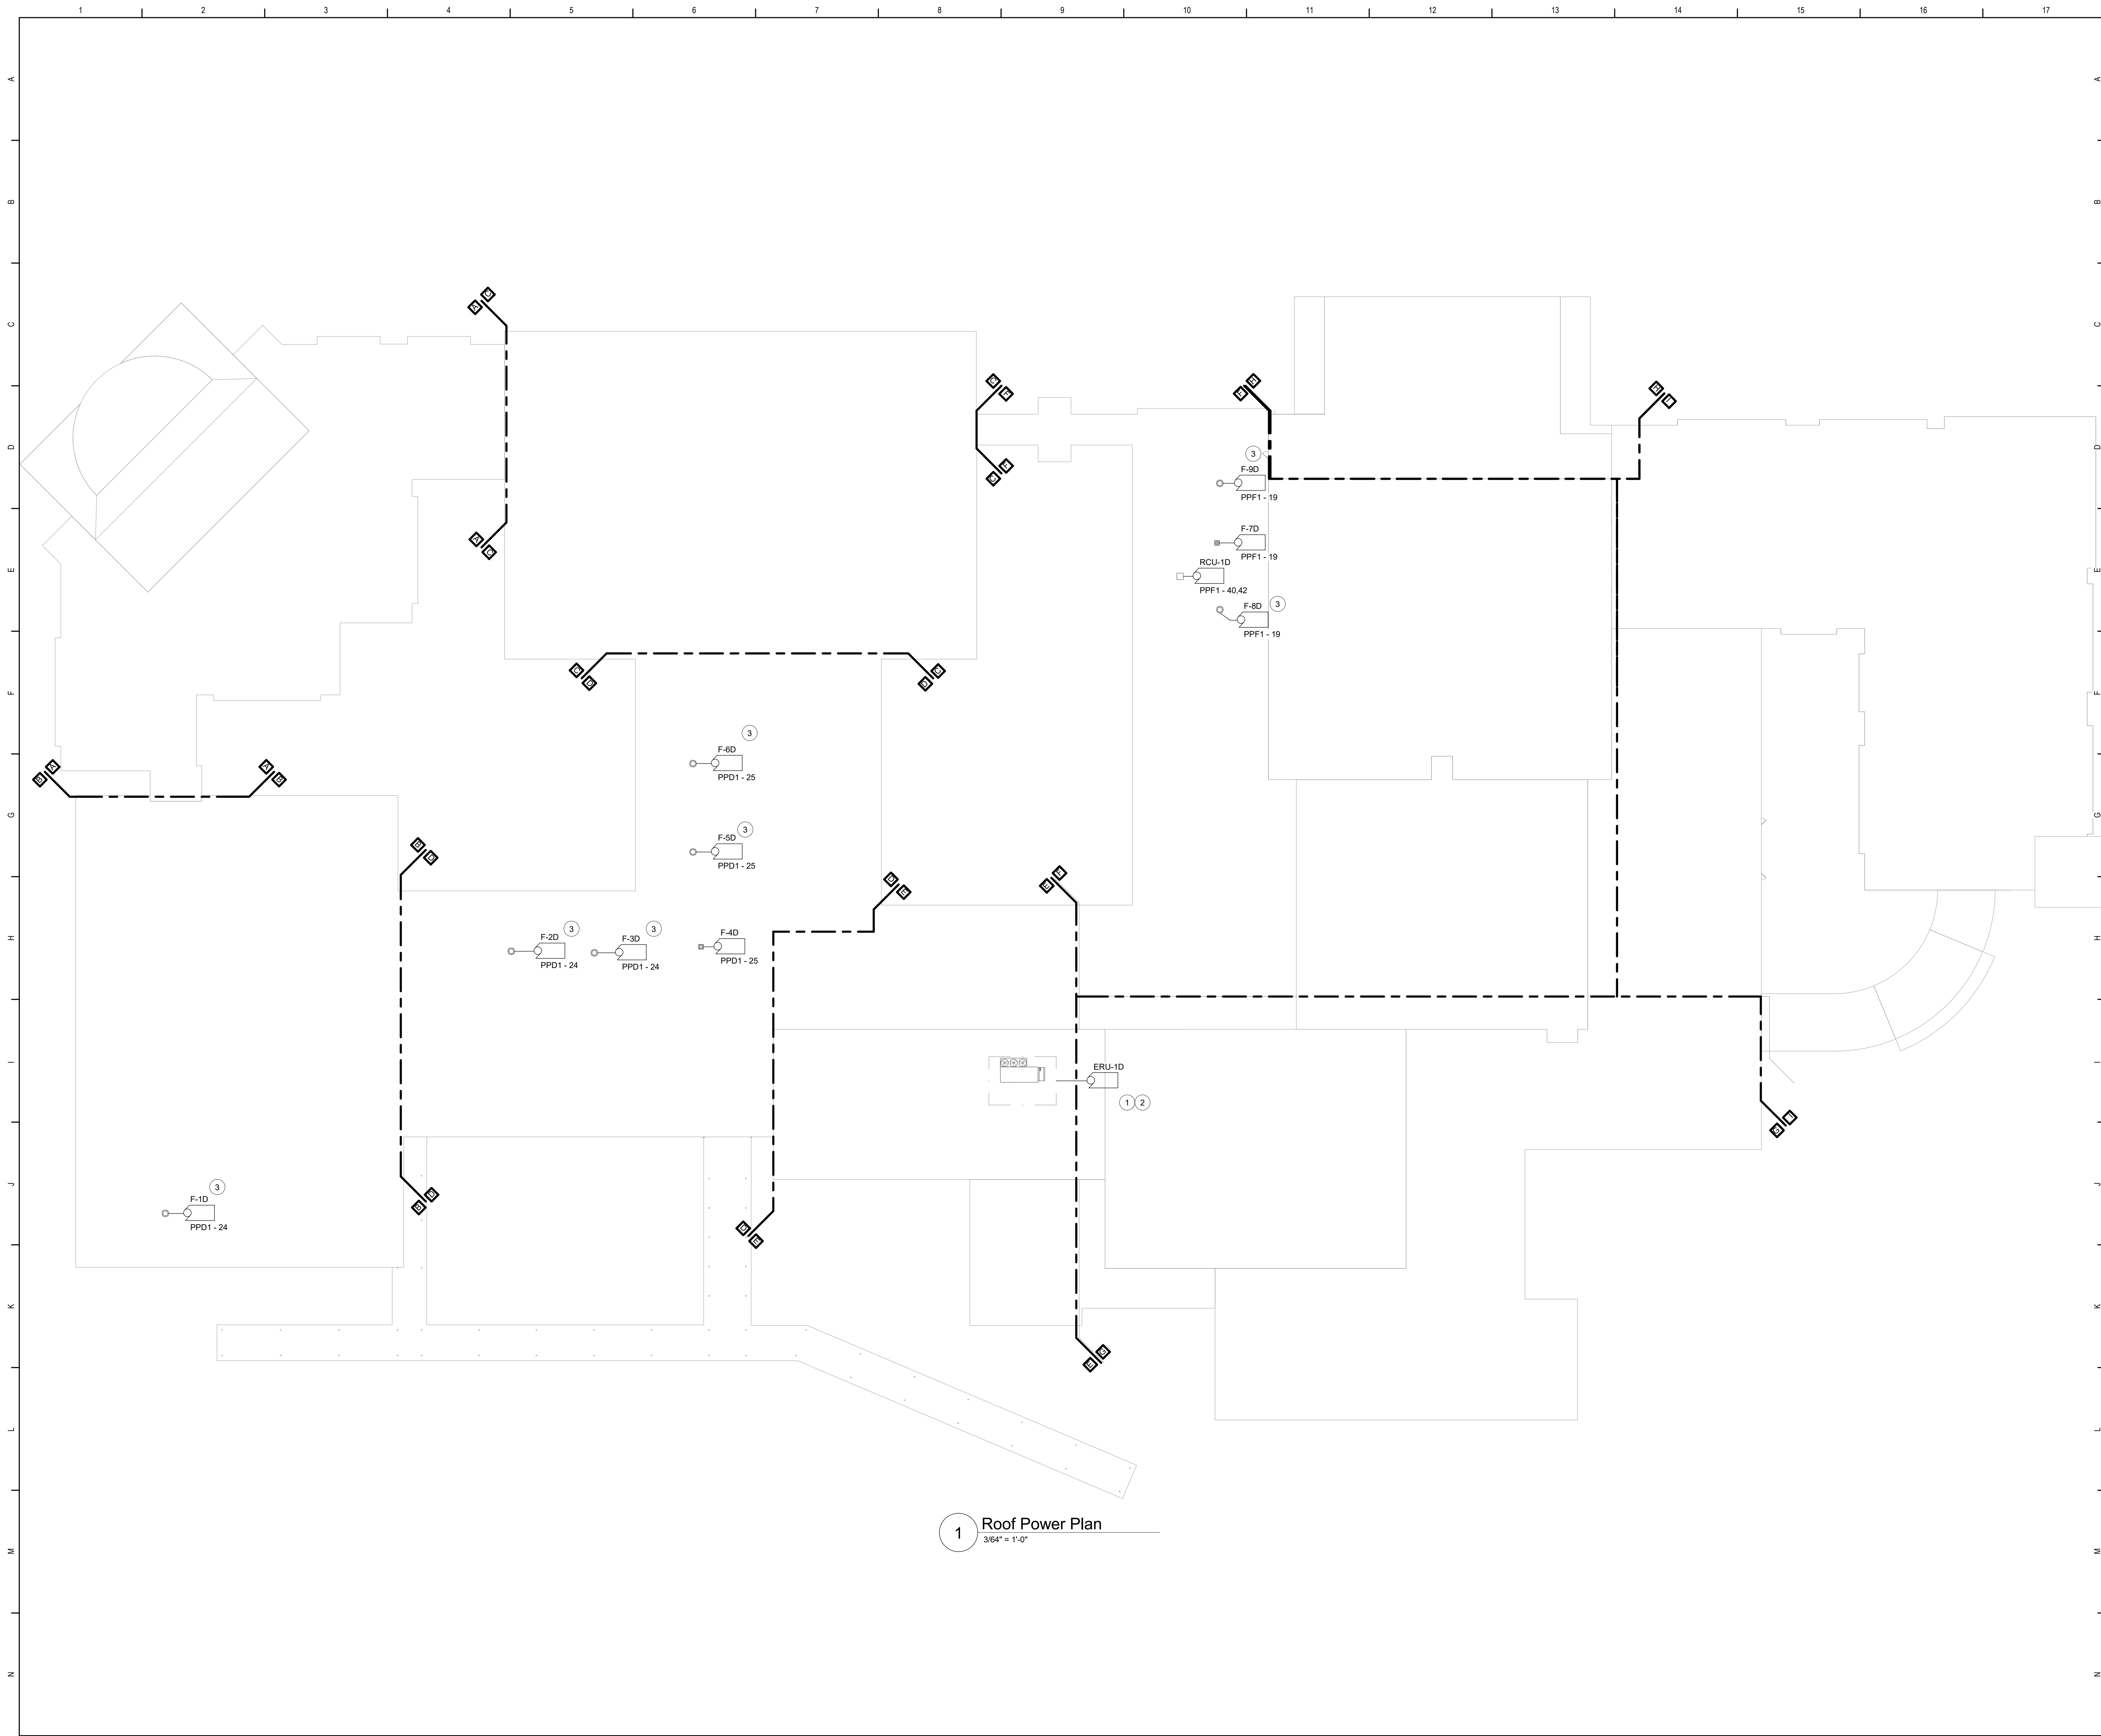 1 2 3 4 5 6 7 8 9 10 11 12 13 14 15 16 17
A A
B B
C C
D D
E E
F F
G G
H H
I I
J J
K K
L L
M M
N N
3
F-9D
PPF1 - 19
F-7D
PPF1 - 19
RCU-1D
PPF1 - 40,42
F-8D 3
PPF1 - 19
3
F-6D
PPD1 - 25
F-5D 3
PPD1 - 25
F-2D 3
PPD1 - 24
F-3D 3
PPD1 - 24
F-4D
PPD1 - 25
ERU-1D
1 2
3
F-1D
PPD1 - 24
1 Roof Power Plan
3/64" = 1'-0"